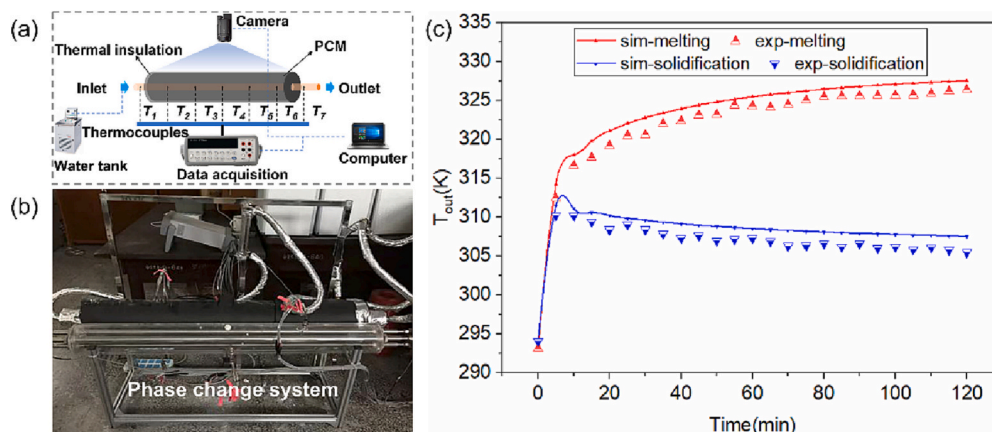 (a)
Camera
Thermal insulation
PCM
Inlet
Outlet
T1 T2 T3 T4 T5 T6 T7
Thermocouples
Water tank
Data acquisition
Computer
(b)
Phase change system
(c)
335
330
325
320
315
310
305
300
295
290
Tout(K)
sim-melting exp-melting
sim-solidification exp-solidification
0 20 40 60 80 100 120
Time(min)